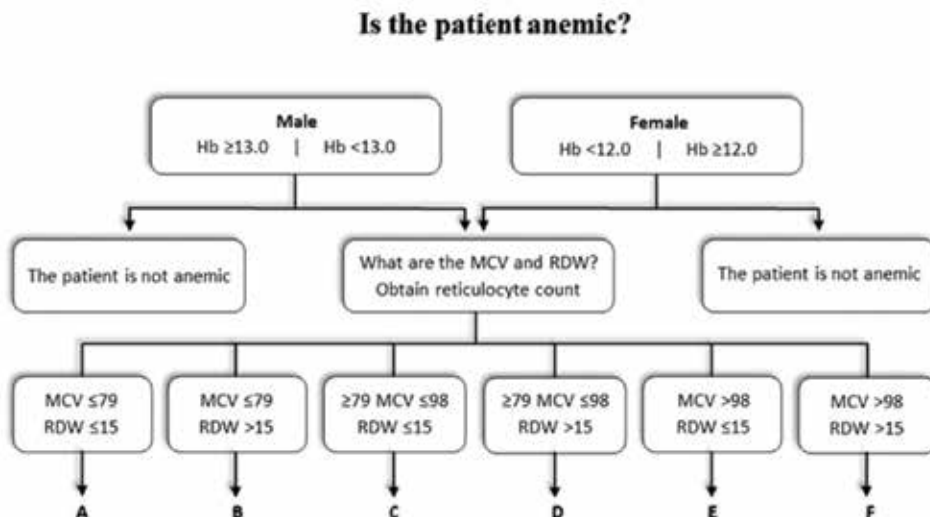 Is the patient anemic?
Male
Hb ≥13.0 | Hb <13.0
Female
Hb <12.0 | Hb ≥12.0
The patient is not anemic
What are the MCV and RDW?
Obtain reticulocyte count
The patient is not anemic
MCV ≤79
RDW ≤15
MCV ≤79
RDW >15
≥79 MCV ≤98
RDW ≤15
≥79 MCV ≤98
RDW >15
MCV >98
RDW ≤15
MCV >98
RDW >15
A
B
C
D
E
F